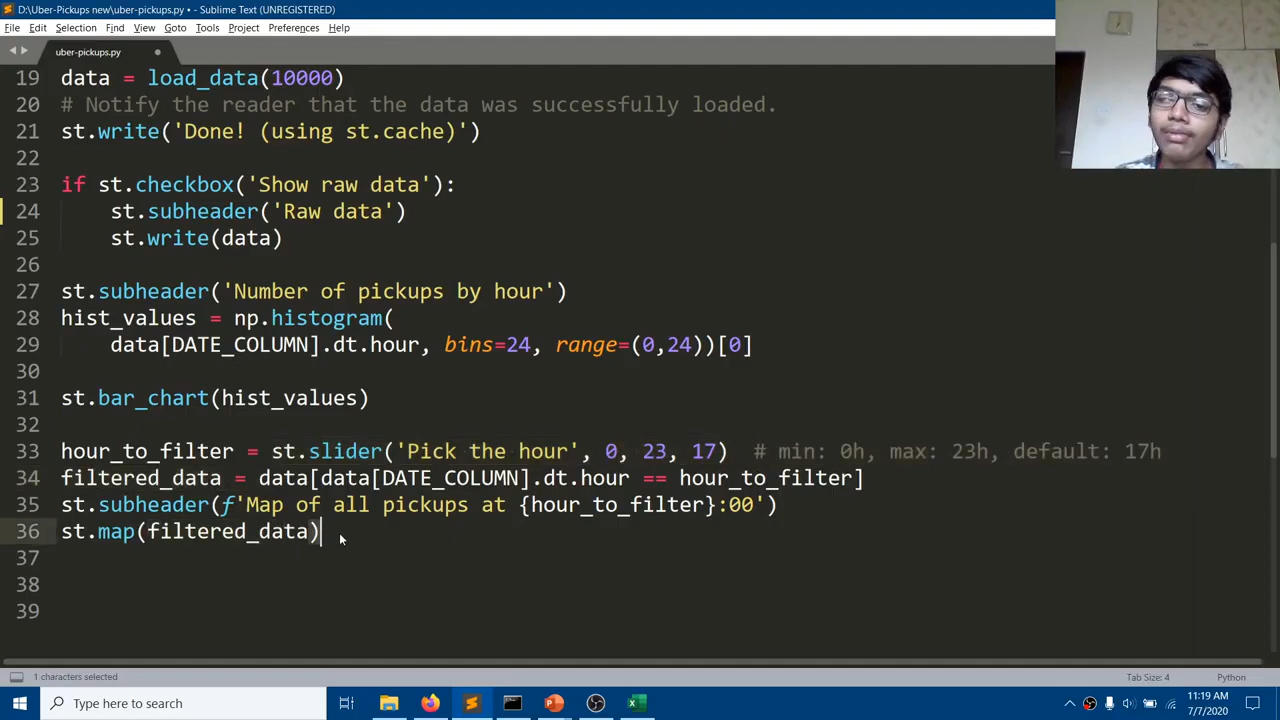 D:\Uber-Pickups new\uber-pickups.py • - Sublime Text (UNREGISTERED)
File Edit Selection Find View Goto Tools Project Preferences Help
uber-pickups.py
19 data = load_data(10000)
20 # Notify the reader that the data was successfully loaded.
21 st.write('Done! (using st.cache)')
22
23 if st.checkbox('Show raw data'):
24     st.subheader('Raw data')
25     st.write(data)
26
27 st.subheader('Number of pickups by hour')
28 hist_values = np.histogram(
29     data[DATE_COLUMN].dt.hour, bins=24, range=(0,24))[0]
30
31 st.bar_chart(hist_values)
32
33 hour_to_filter = st.slider('Pick the hour', 0, 23, 17)  # min: 0h, max: 23h, default: 17h
34 filtered_data = data[data[DATE_COLUMN].dt.hour == hour_to_filter]
35 st.subheader(f'Map of all pickups at {hour_to_filter}:00')
36 st.map(filtered_data)
37
38
39
1 characters selected Tab Size: 4 Python
Type here to search
11:19 AM
7/7/2020